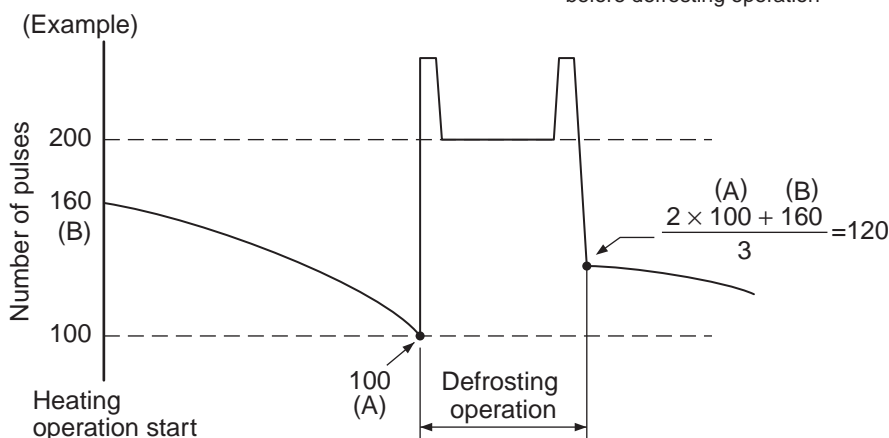 before defrosting operation
(Example)
Number of pulses
200
160
(B)
100
(A) (B)
2 × 100 + 160
3
=120
100
(A)
Defrosting
operation
Heating
operation start